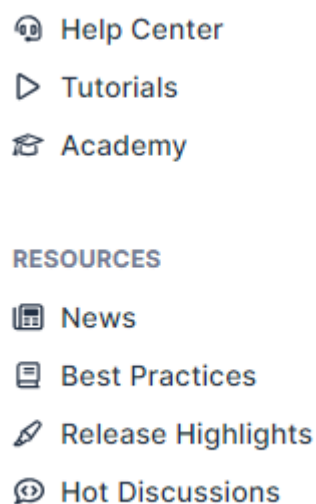 Help Center
Tutorials
Academy
RESOURCES
News
Best Practices
Release Highlights
Hot Discussions